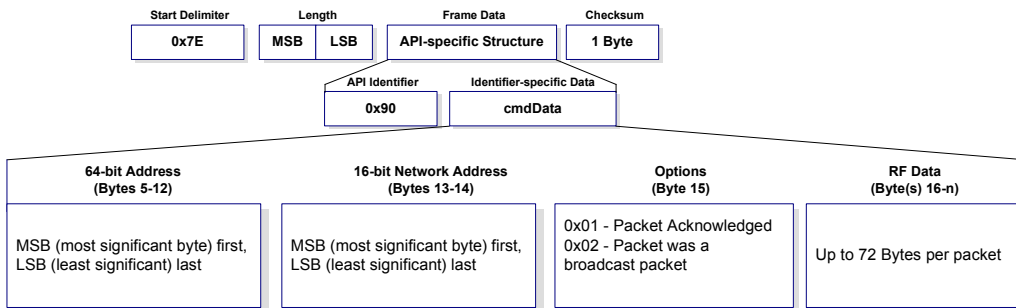 Start Delimiter
Length
Frame Data
Checksum
0x7E
MSB
LSB
API-specific Structure
1 Byte
API Identifier
Identifier-specific Data
0x90
cmdData
64-bit Address
(Bytes 5-12)
16-bit Network Address
(Bytes 13-14)
Options
(Byte 15)
RF Data
(Byte(s) 16-n)
MSB (most significant byte) first,
LSB (least significant) last
MSB (most significant byte) first,
LSB (least significant) last
0x01 - Packet Acknowledged
0x02 - Packet was a
broadcast packet
Up to 72 Bytes per packet